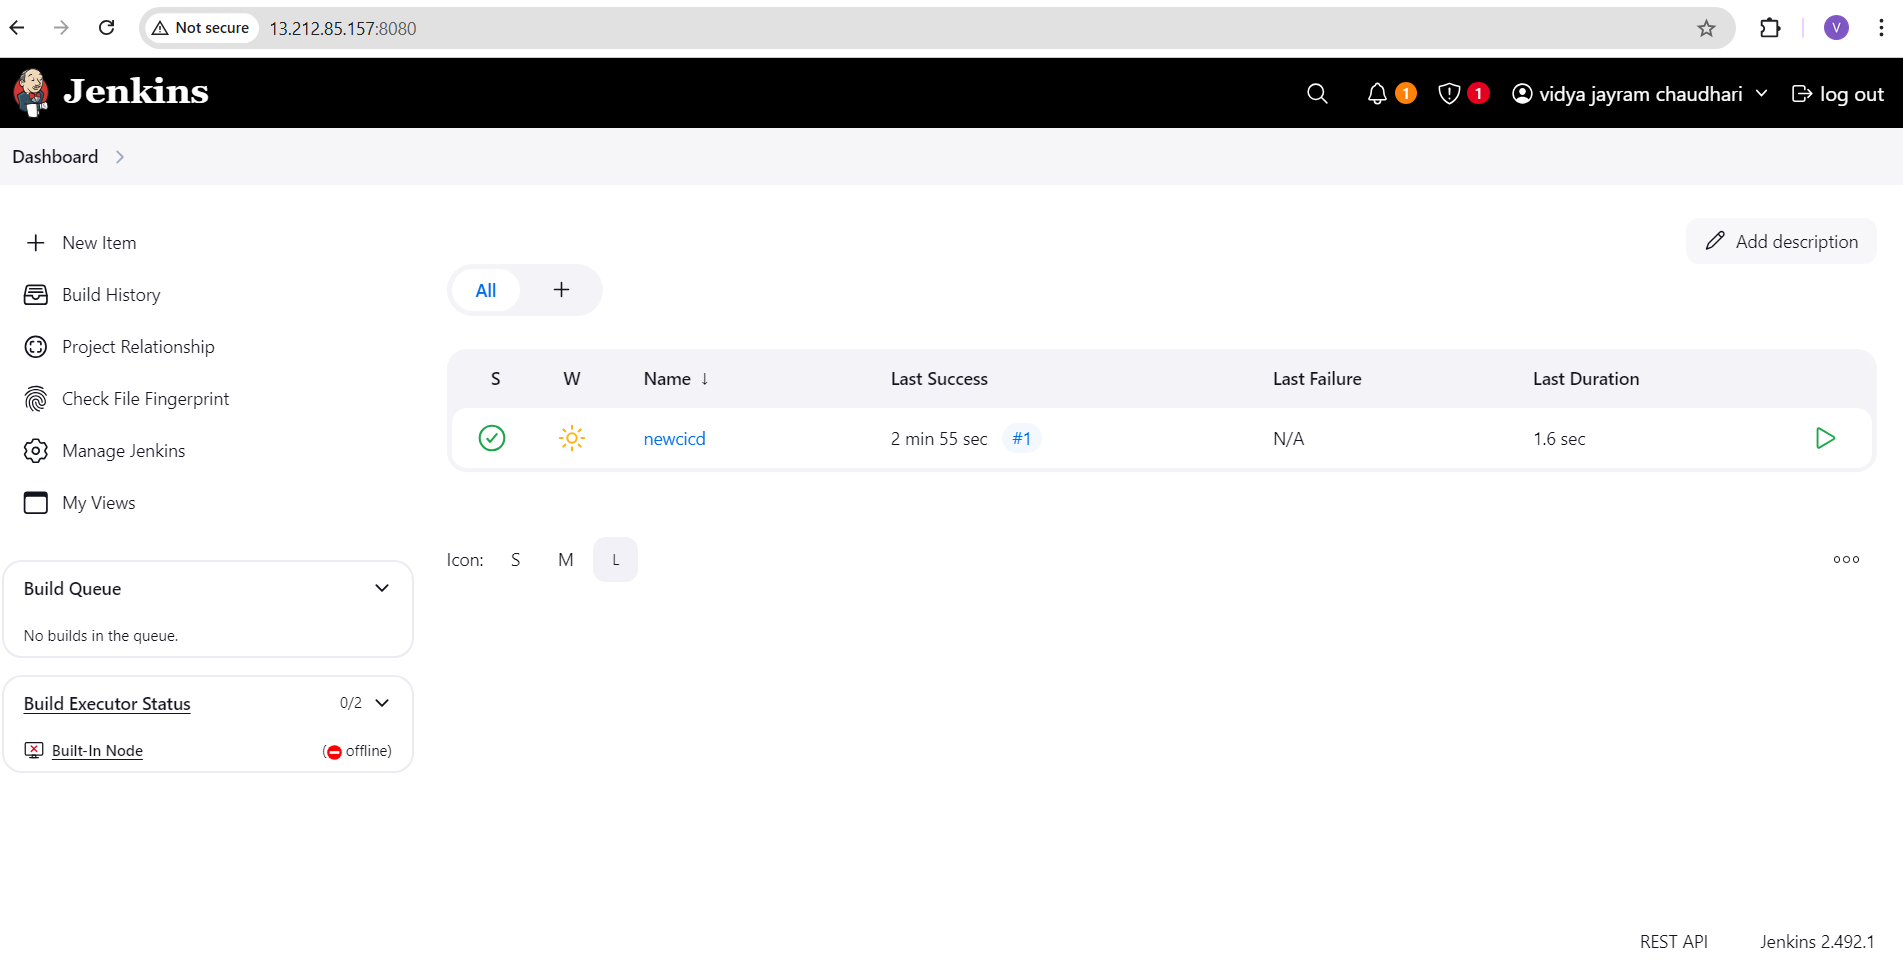 Not secure 13.212.85.157:8080
V
Jenkins
1 1 vidya jayram chaudhari log out
Dashboard
New Item
Build History
Project Relationship
Check File Fingerprint
Manage Jenkins
My Views
Add description
All +
S W Name ↓ Last Success Last Failure Last Duration
newcicd 2 min 55 sec #1 N/A 1.6 sec
Icon: S M L
Build Queue
No builds in the queue.
Build Executor Status 0/2
Built-In Node (offline)
REST API Jenkins 2.492.1